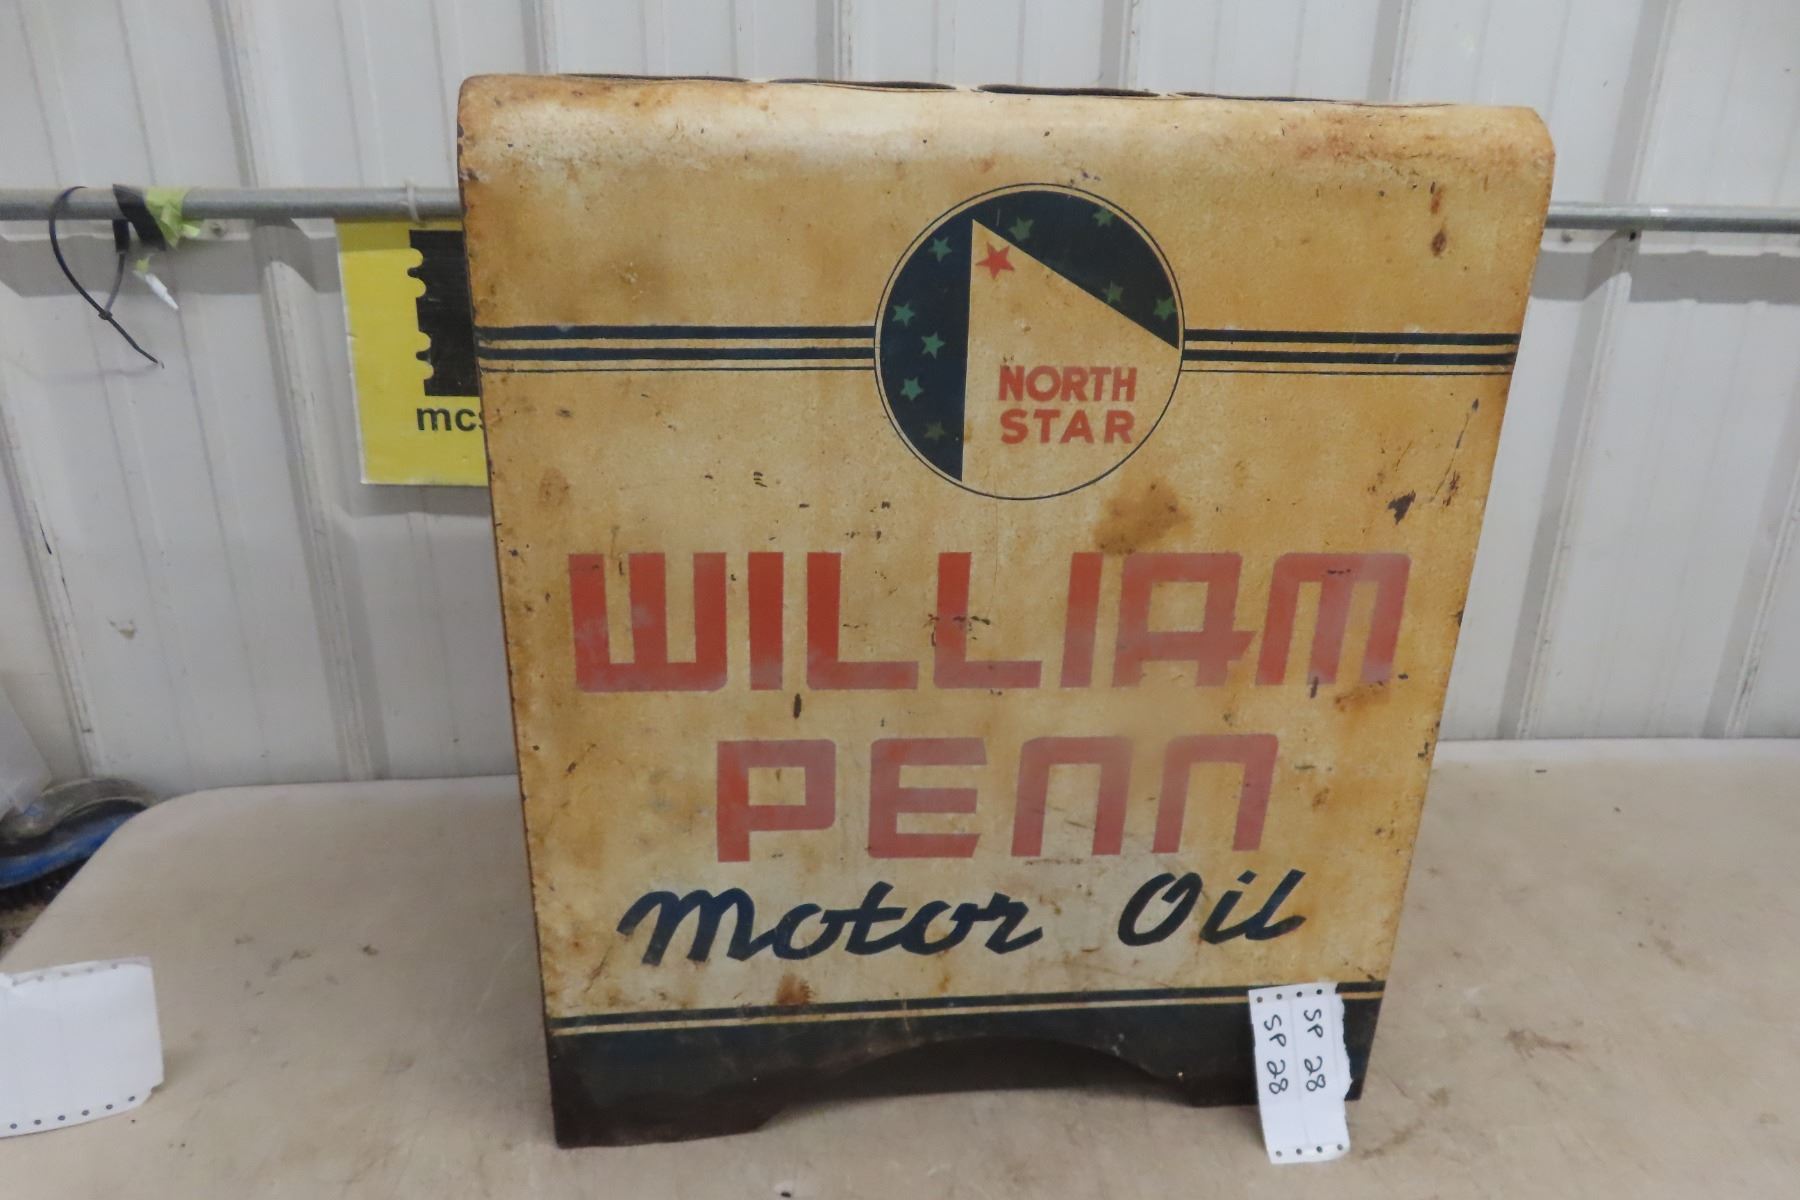 NORTH
STAR
mcs
WILLIAM
PENN
Motor Oil
SP 28
SP 28